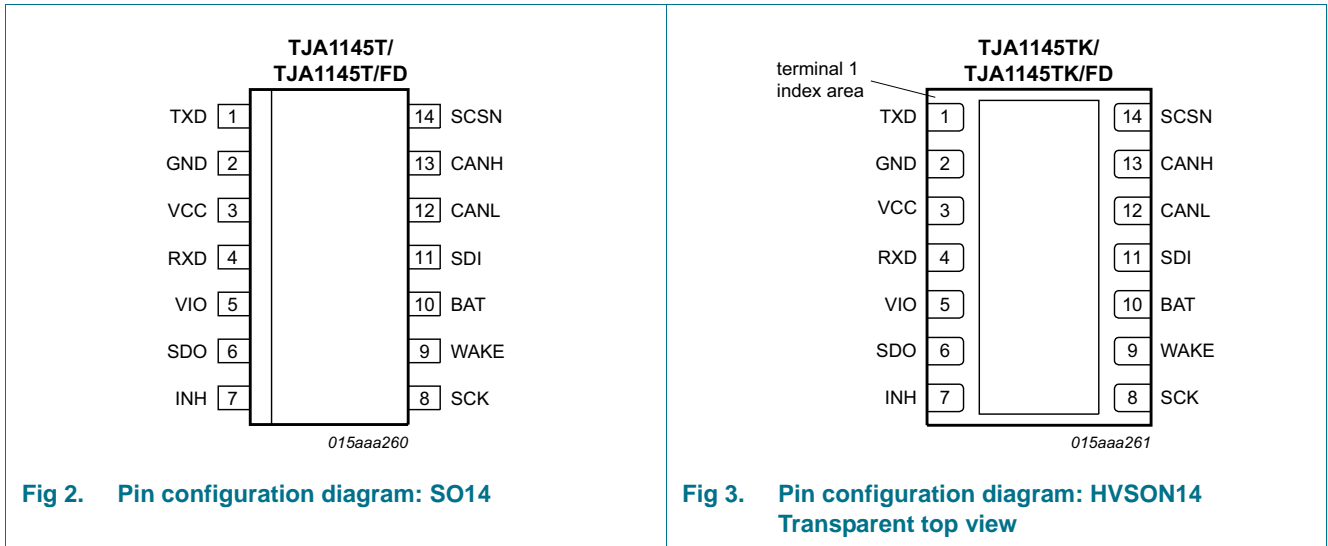 TJA1145T/
TJA1145T/FD
TXD 1
14 SCSN
GND 2
13 CANH
VCC 3
12 CANL
RXD 4
11 SDI
VIO 5
10 BAT
SDO 6
9 WAKE
INH 7
8 SCK
015aaa260
Fig 2. Pin configuration diagram: SO14
TJA1145TK/
TJA1145TK/FD
terminal 1
index area
TXD 1
14 SCSN
GND 2
13 CANH
VCC 3
12 CANL
RXD 4
11 SDI
VIO 5
10 BAT
SDO 6
9 WAKE
INH 7
8 SCK
015aaa261
Fig 3. Pin configuration diagram: HVSON14
Transparent top view